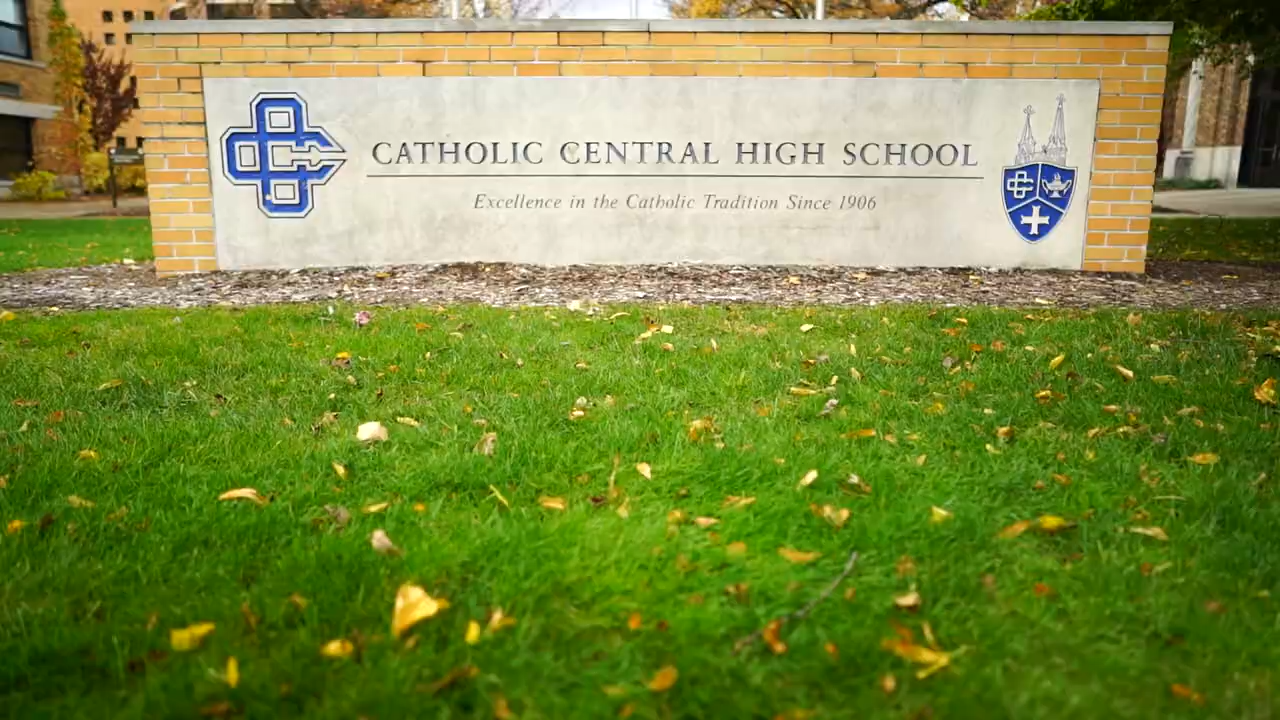 CATHOLIC CENTRAL HIGH SCHOOL
Excellence in the Catholic Tradition Since 1906